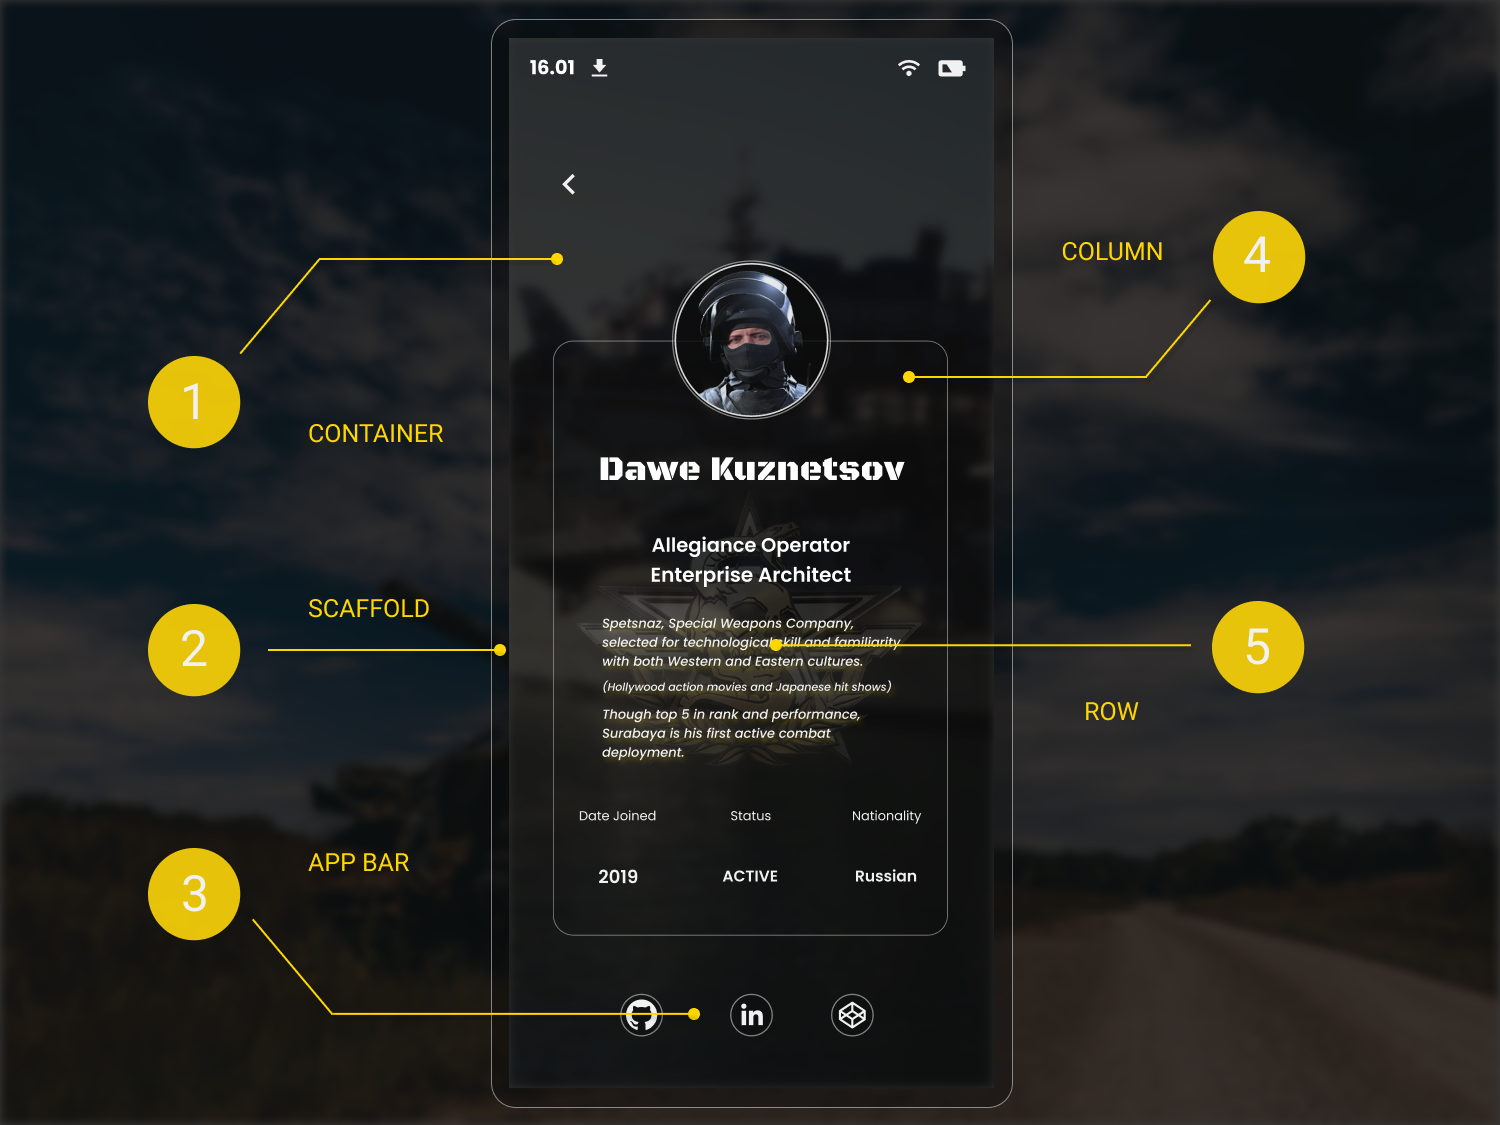 16.01
1
CONTAINER
SCAFFOLD
2
APP BAR
3
COLUMN
4
5
ROW
Dawe Kuznetsov
Allegiance Operator
Enterprise Architect
Spetsnaz, Special Weapons Company,
selected for technological skill and familiarity
with both Western and Eastern cultures.
(Hollywood action movies and Japanese hit shows)
Though top 5 in rank and performance,
Surabaya is his first active combat
deployment.
Date Joined Status Nationality
2019 ACTIVE Russian
in